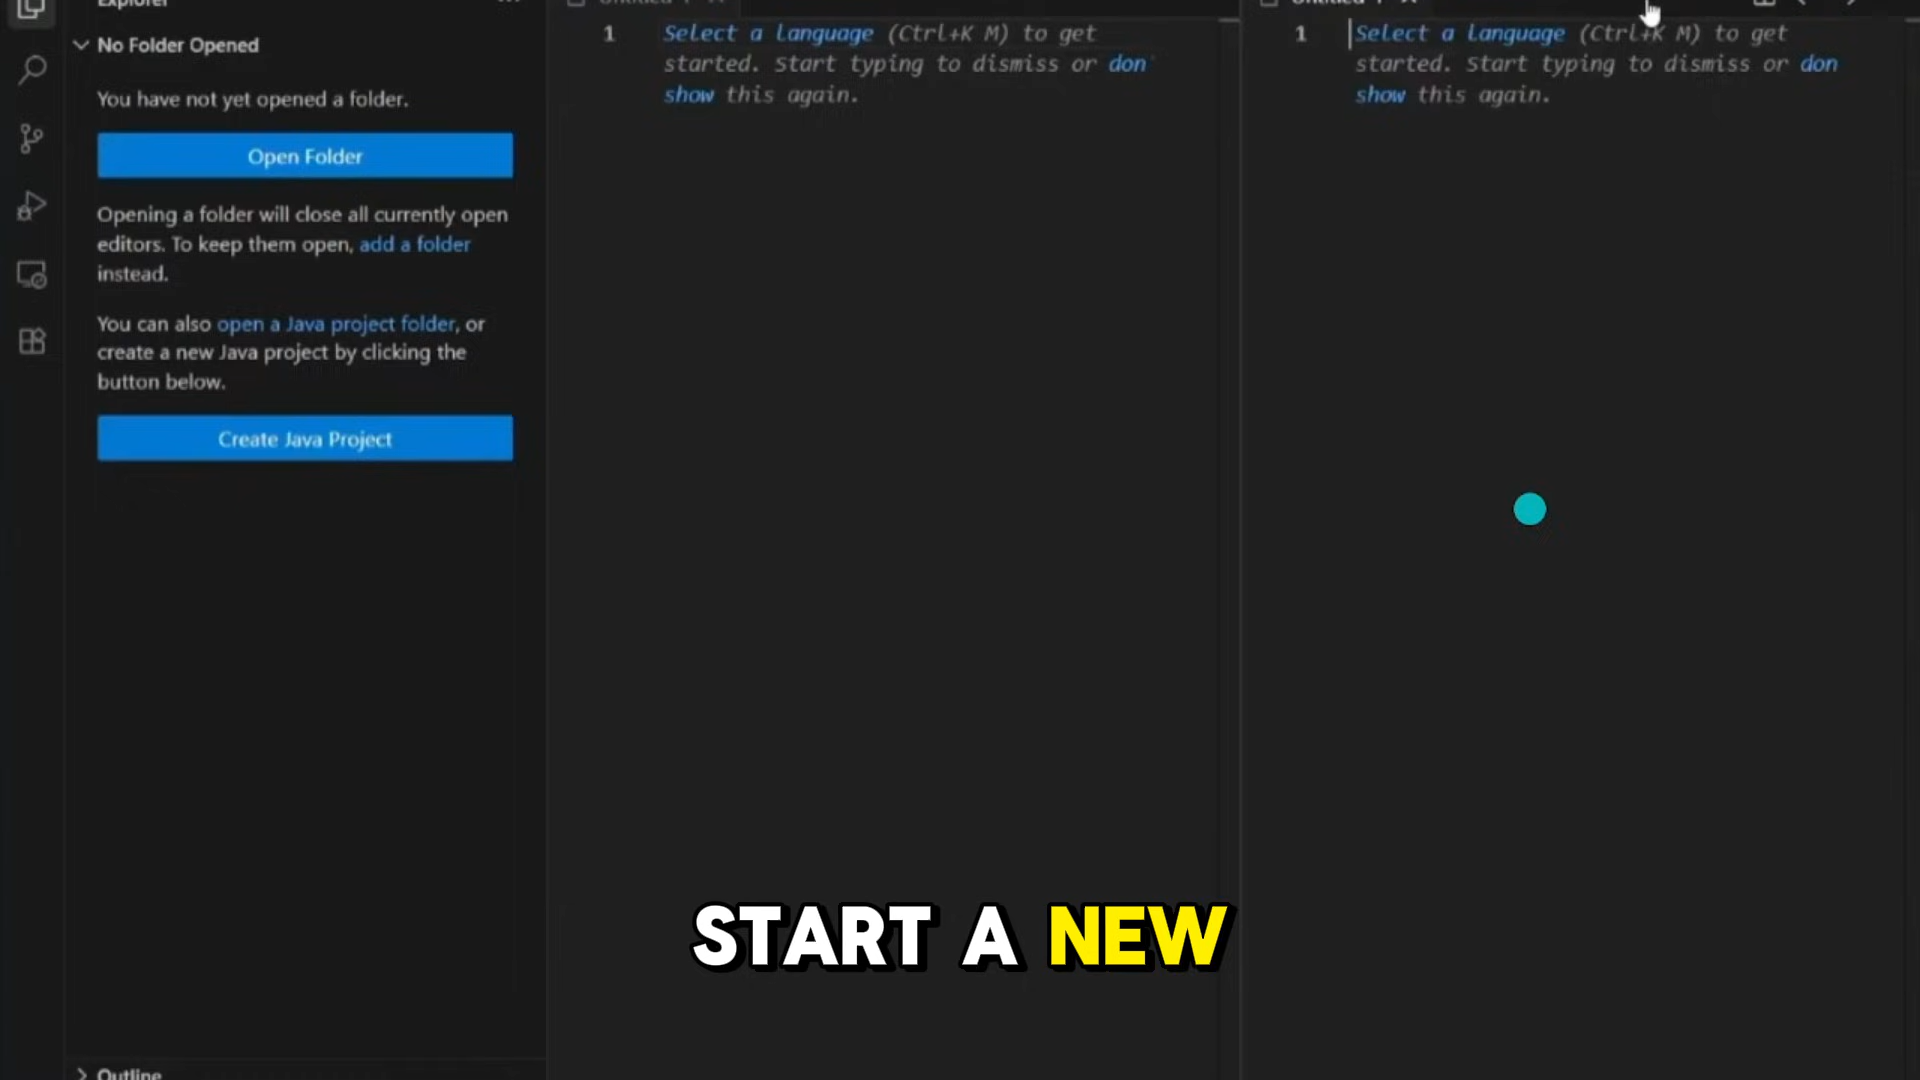 Explorer
No Folder Opened
You have not yet opened a folder.
Open Folder
Opening a folder will close all currently open
editors. To keep them open, add a folder
instead.
You can also open a Java project folder, or
create a new Java project by clicking the
button below.
Create Java Project
Outline
1
Select a language (Ctrl+K M) to get
started. Start typing to dismiss or don'
show this again.
1
Select a language (Ctrl+K M) to get
started. Start typing to dismiss or don
show this again.
START A NEW